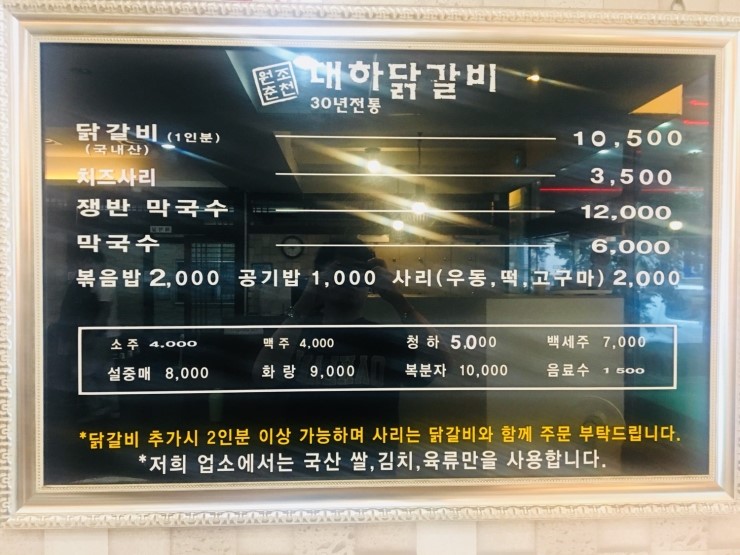 원조
춘천
대하닭갈비
30년전통
닭갈비 (1인분) 10,500
(국내산)
치즈사리 3,500
쟁반 막국수 12,000
막국수 6,000
볶음밥 2,000 공기밥 1,000 사리(우동,떡,고구마) 2,000
소주 4.000 맥주 4,000 청하 5.000 백세주 7,000
설중매 8,000 화랑 9,000 복분자 10,000 음료수 1 500
*닭갈비 추가시 2인분 이상 가능하며 사리는 닭갈비와 함께 주문 부탁드립니다.
*저희 업소에서는 국산 쌀,김치,육류만을 사용합니다.